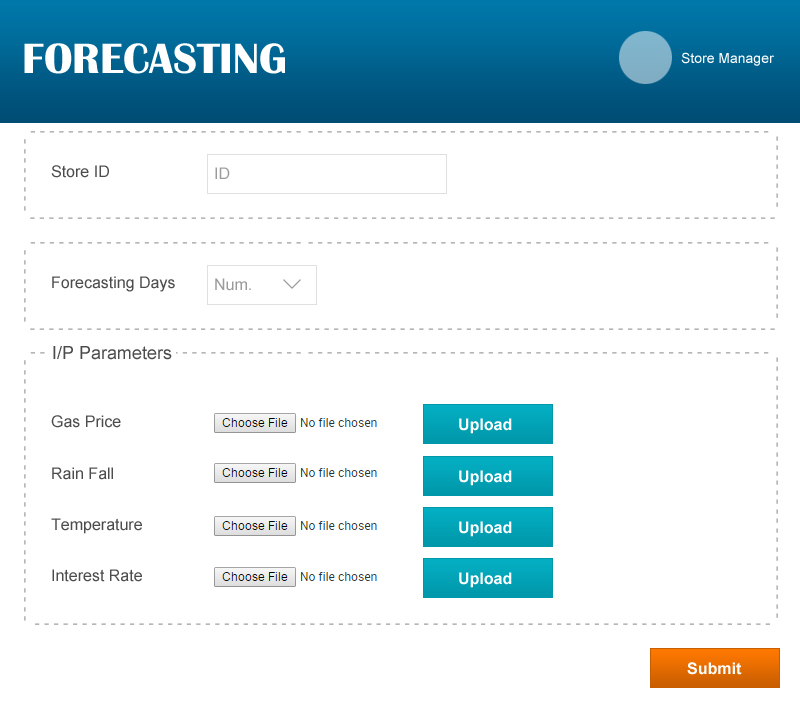 FORECASTING
Store Manager
Store ID
ID
Forecasting Days
Num.
I/P Parameters
Gas Price
Choose File No file chosen
Upload
Rain Fall
Choose File No file chosen
Upload
Temperature
Choose File No file chosen
Upload
Interest Rate
Choose File No file chosen
Upload
Submit